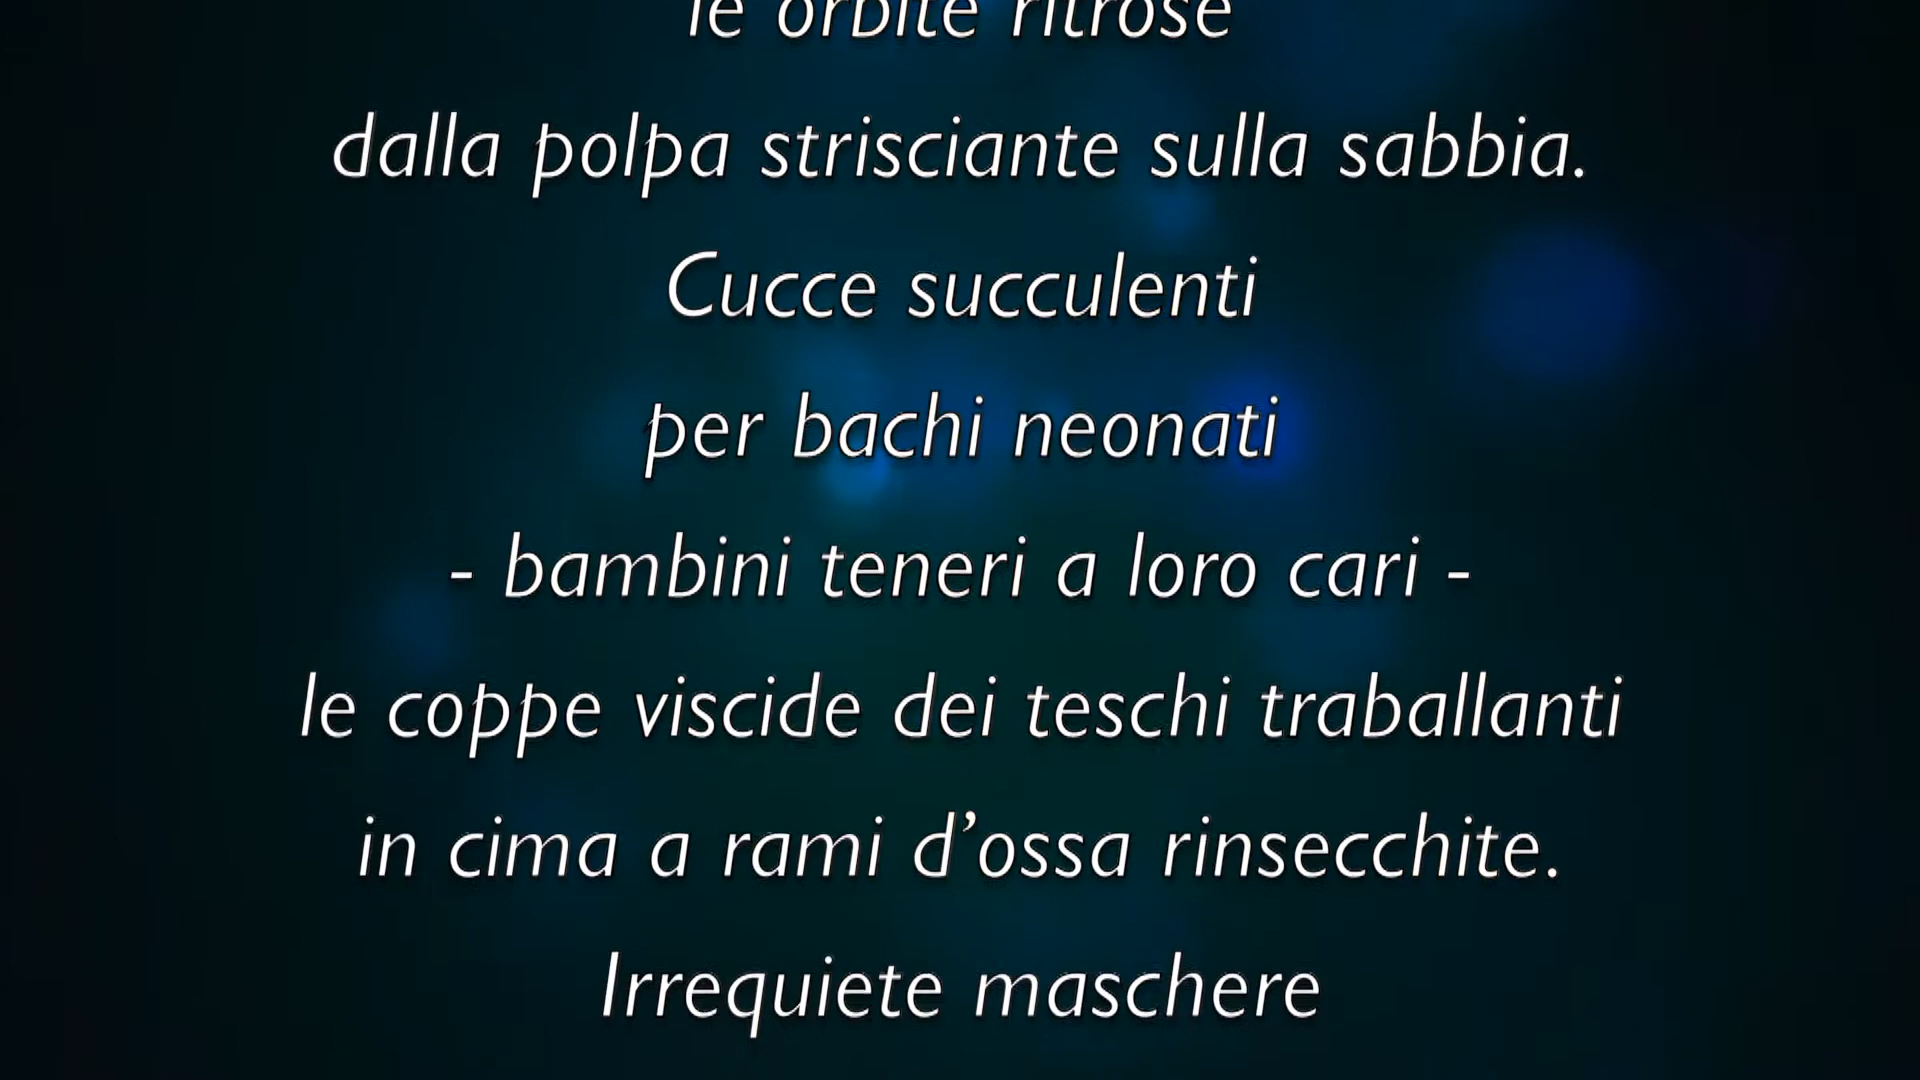 le orbite ritrose
dalla polpa strisciante sulla sabbia.
Cucce succulenti
per bachi neonati
- bambini teneri a loro cari -
le coppe viscide dei teschi traballanti
in cima a rami d’ossa rinsecchite.
Irrequiete maschere